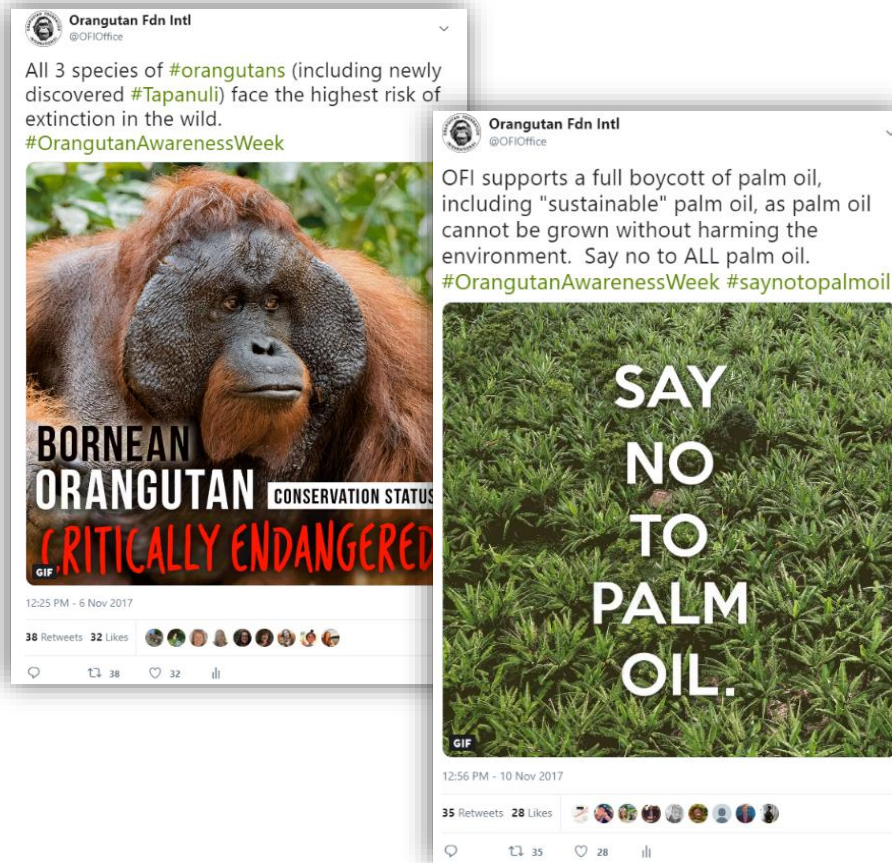 Orangutan Fdn Intl
@OFIOffice
All 3 species of #orangutans (including newly
discovered #Tapanuli) face the highest risk of
extinction in the wild.
#OrangutanAwarenessWeek
BORNEAN
ORANGUTAN CONSERVATION STATUS
CRITICALLY ENDANGERED
GIF
12:25 PM - 6 Nov 2017
38 Retweets 32 Likes
38 32
Orangutan Fdn Intl
@OFIOffice
OFI supports a full boycott of palm oil,
including "sustainable" palm oil, as palm oil
cannot be grown without harming the
environment. Say no to ALL palm oil.
#OrangutanAwarenessWeek #saynotopalmoil
SAY
NO
TO
PALM
OIL.
GIF
12:56 PM - 10 Nov 2017
35 Retweets 28 Likes
35 28